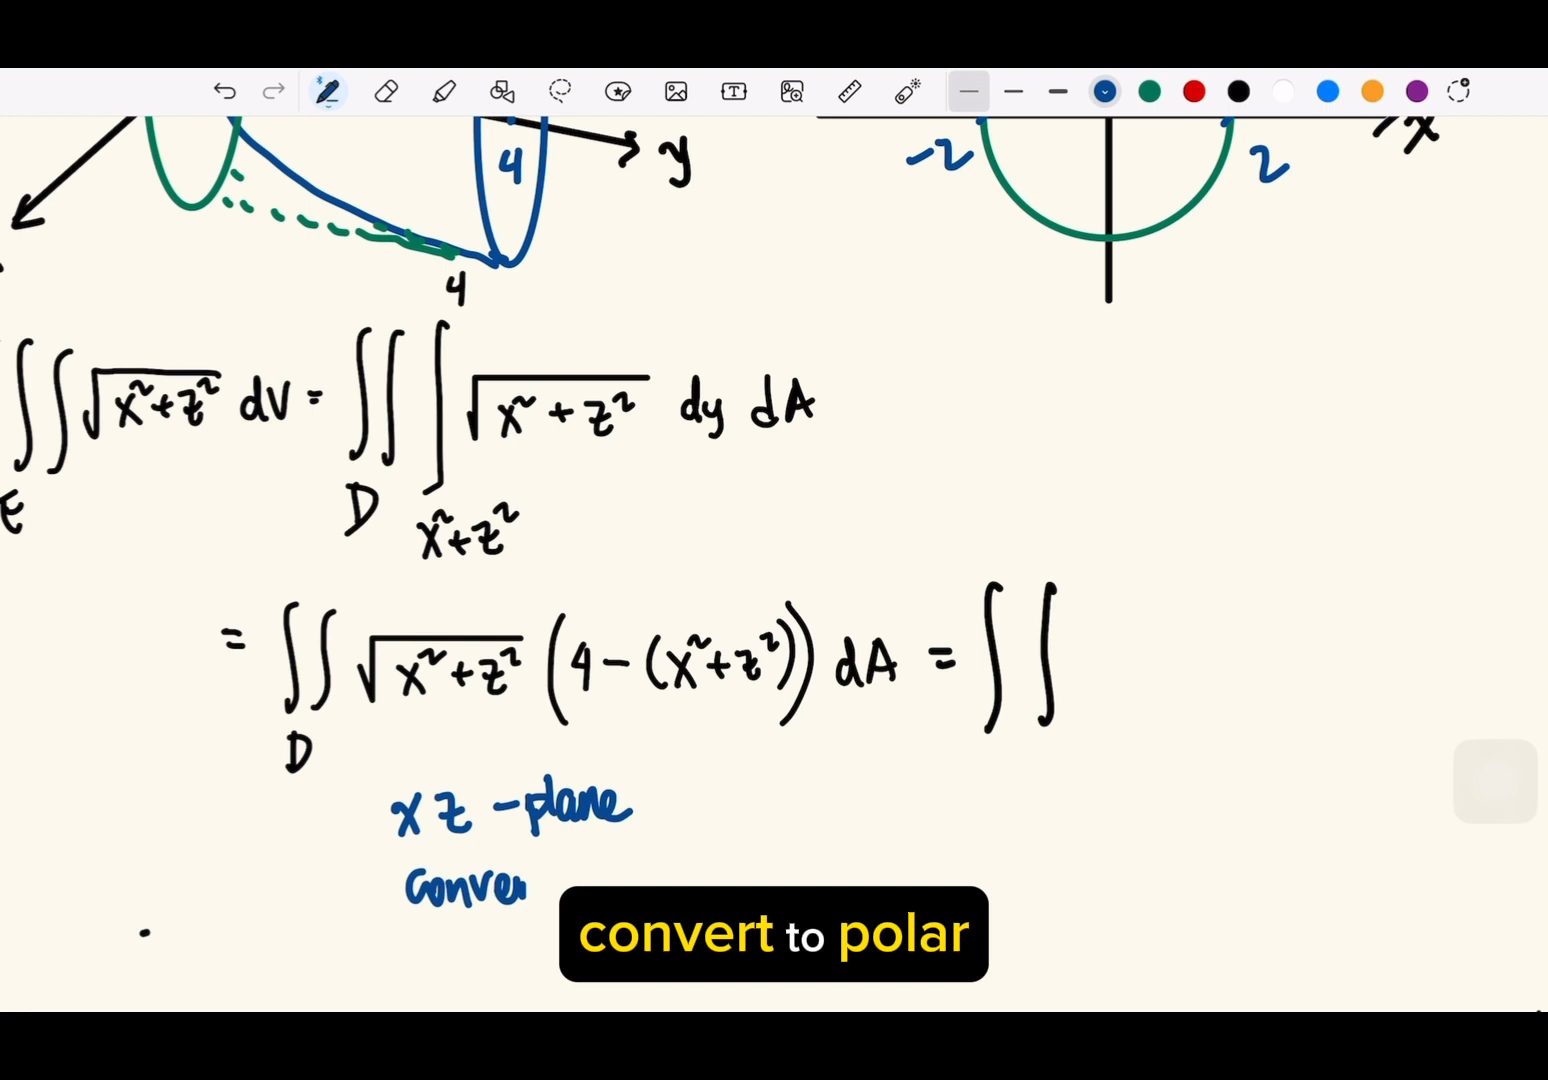 4 y
-2 2 x
4
∬√(x²+z²) dV = ∬∫ √(x²+z²) dy dA
E D x²+z²
= ∬ √(x²+z²) (4-(x²+z²)) dA = ∫∫
D
xz-plane
conver
convert to polar